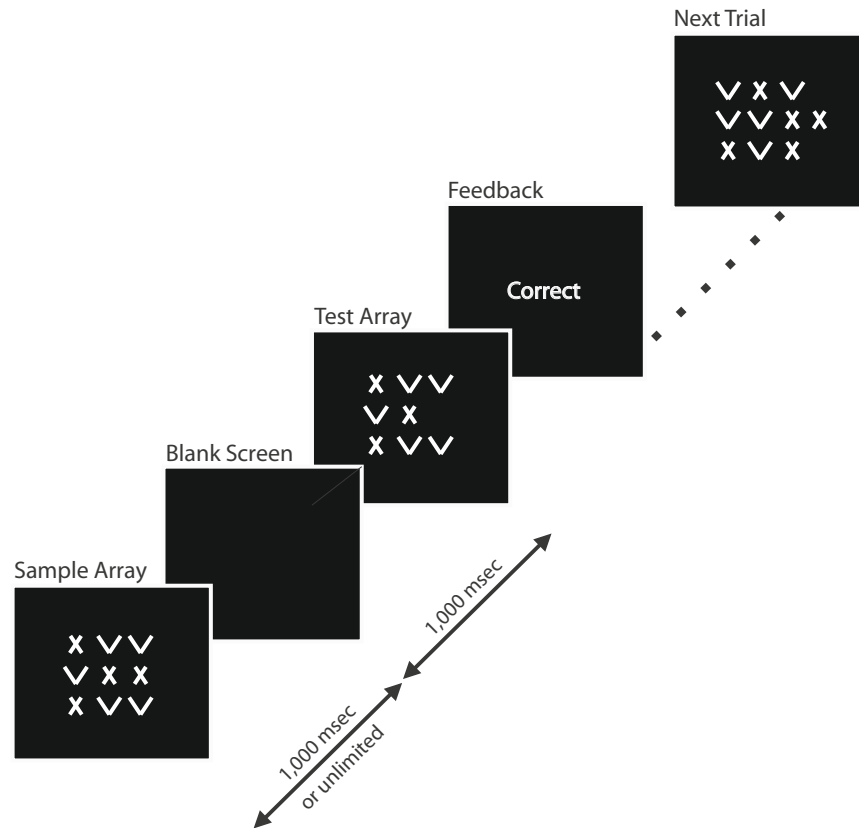 Next Trial
V X V
V V X X
X V X
Feedback
Correct
Test Array
X V V
V X
X V V
Blank Screen
Sample Array
X V V
V X X
X V V
1,000 msec
1,000 msec
or unlimited